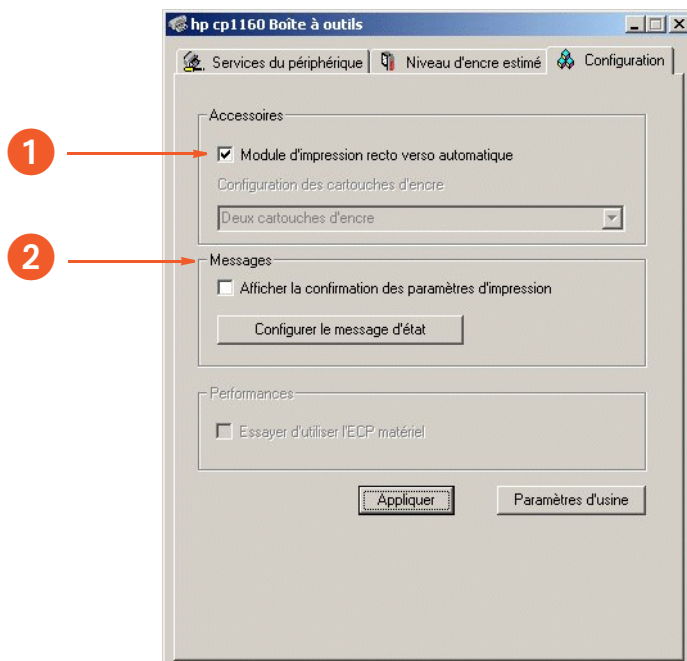 hp cp1160 Boîte à outils
Services du périphérique
Niveau d'encre estimé
Configuration
Accessoires
1
Module d'impression recto verso automatique
Configuration des cartouches d'encre
Deux cartouches d'encre
2
Messages
Afficher la confirmation des paramètres d'impression
Configurer le message d'état
Performances
Essayer d'utiliser l'ECP matériel
Appliquer
Paramètres d'usine